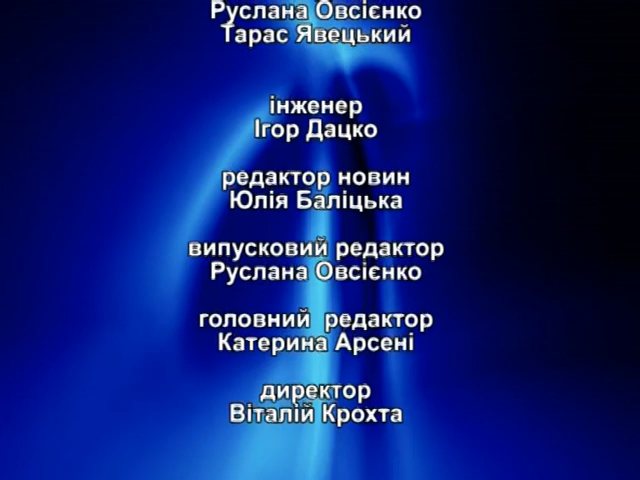 Руслана Овсієнко
Тарас Явецький
інженер
Ігор Дацко
редактор новин
Юлія Баліцька
випусковий редактор
Руслана Овсієнко
головний редактор
Катерина Арсені
директор
Віталій Крохта